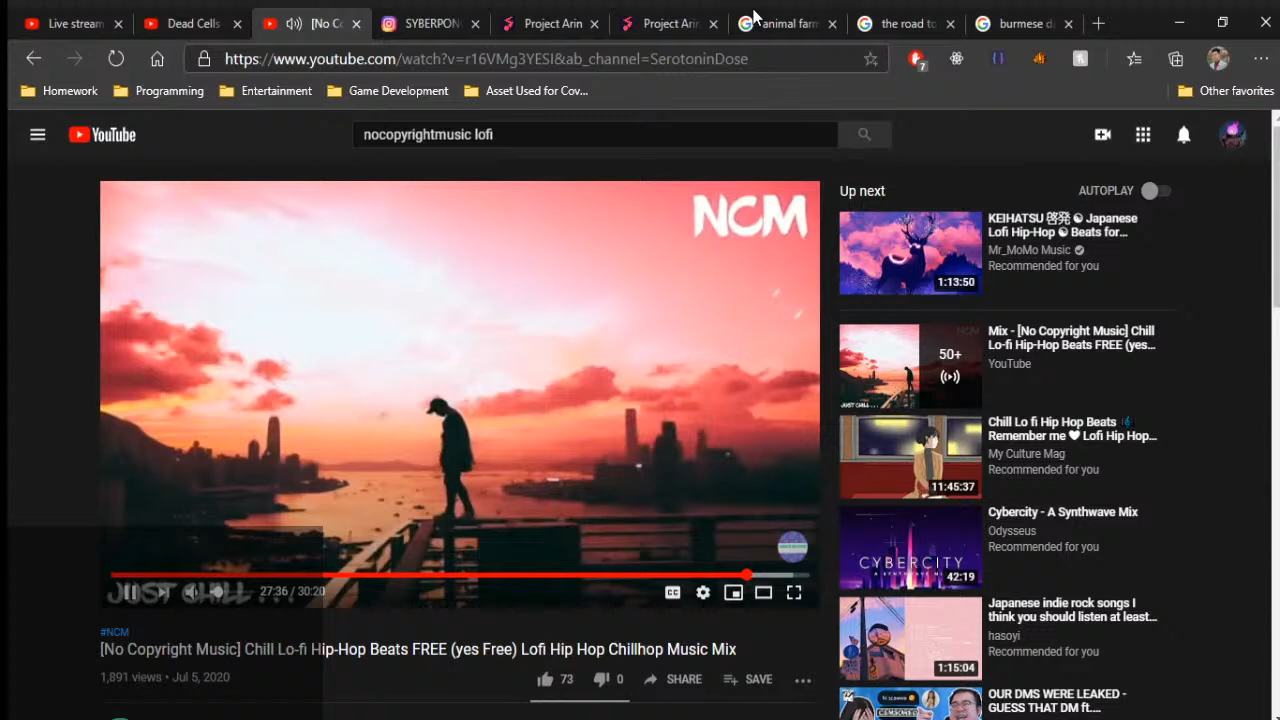 Live stream
Dead Cells
[No C
SYBERPON
Project Arin
Project Arin
animal farm
the road to
burmese d
https://www.youtube.com/watch?v=r16VMg3YESI&ab_channel=SerotoninDose
7
Homework
Programming
Entertainment
Game Development
Asset Used for Cov...
Other favorites
YouTube
nocopyrightmusic lofi
NCM
JUST CHILL . . .
27:36 / 30:20
CC
#NCM
[No Copyright Music] Chill Lo-fi Hip-Hop Beats FREE (yes Free) Lofi Hip Hop Chillhop Music Mix
1,891 views • Jul 5, 2020
73
0
SHARE
SAVE
Up next
AUTOPLAY
KEIHATSU 啓発 ☯ Japanese
Lofi Hip-Hop ☯ Beats for...
Mr_MoMo Music
Recommended for you
1:13:50
Mix - [No Copyright Music] Chill
Lo-fi Hip-Hop Beats FREE (yes...
YouTube
50+
NCM
JUST CHILL . . .
Chill Lo fi Hip Hop Beats
Remember me ♥ Lofi Hip Hop...
My Culture Mag
Recommended for you
11:45:37
Cybercity - A Synthwave Mix
Odysseus
Recommended for you
CYBERCITY
42:19
Japanese indie rock songs I
think you should listen at least...
hasoyi
Recommended for you
1:15:04
OUR DMS WERE LEAKED -
GUESS THAT DM ft....